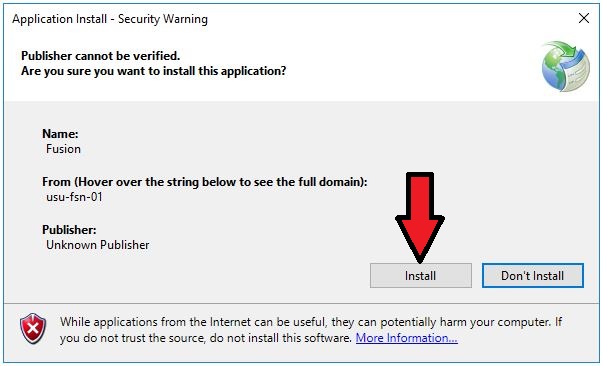 Application Install - Security Warning
Publisher cannot be verified.
Are you sure you want to install this application?
Name:
Fusion
From (Hover over the string below to see the full domain):
usu-fsn-01
Publisher:
Unknown Publisher
Install
Don't Install
While applications from the Internet can be useful, they can potentially harm your computer. If
you do not trust the source, do not install this software. More Information...